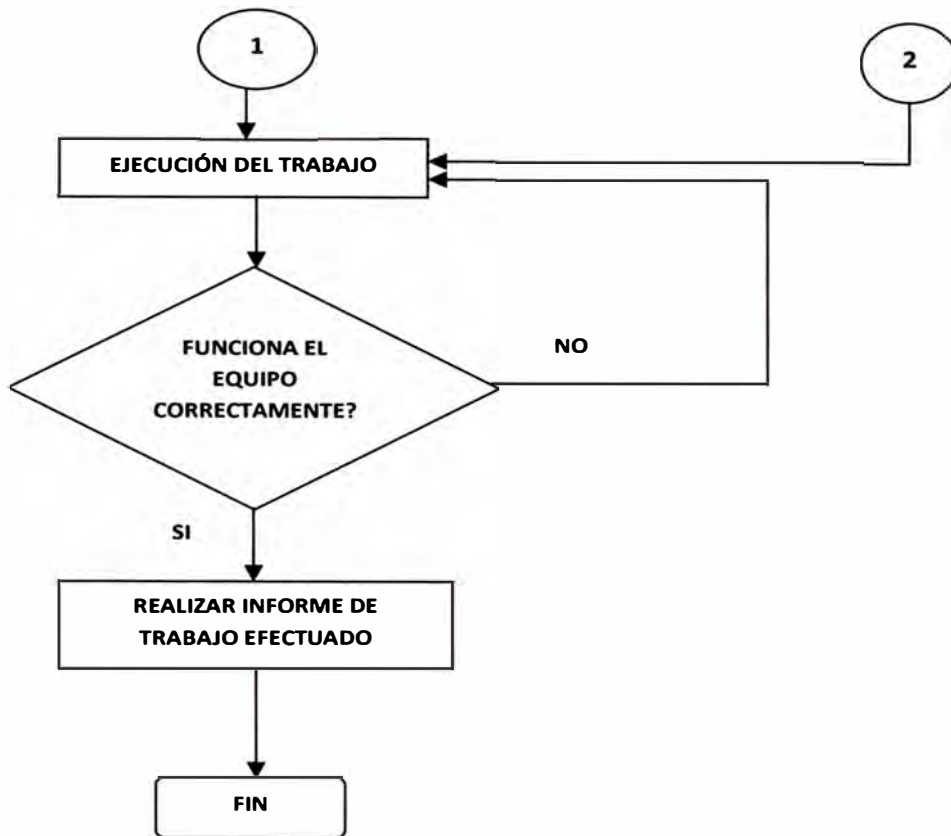 1
2
EJECUCIÓN DEL TRABAJO
FUNCIONA EL
EQUIPO
CORRECTAMENTE?
NO
SI
REALIZAR INFORME DE
TRABAJO EFECTUADO
FIN